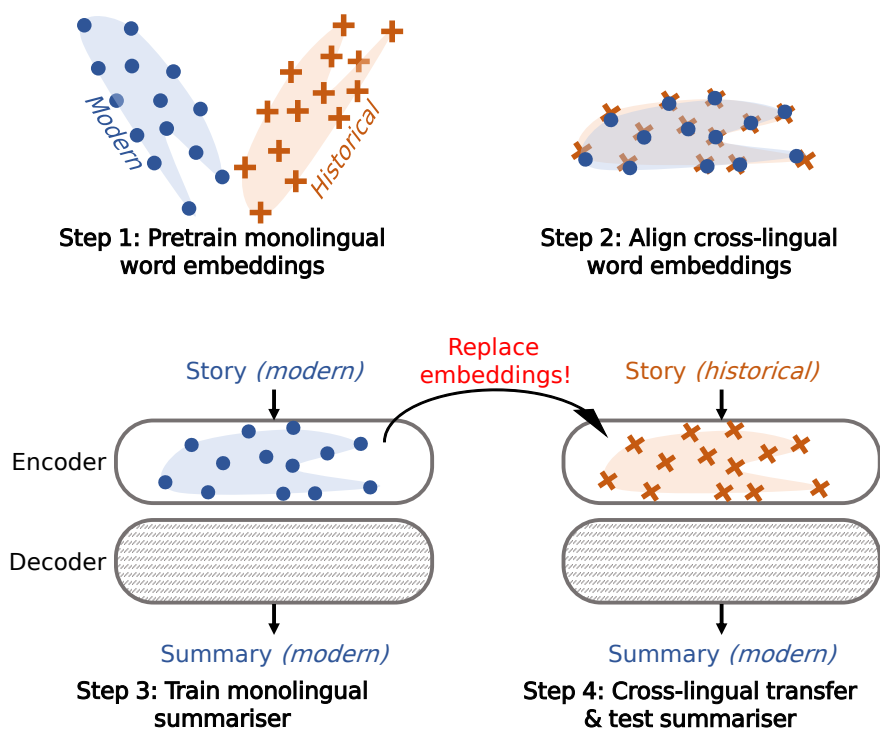 Modern
Historical
Step 1: Pretrain monolingual
word embeddings
Step 2: Align cross-lingual
word embeddings
Replace
embeddings!
Story (modern)
Story (historical)
Encoder
Decoder
Summary (modern)
Summary (modern)
Step 3: Train monolingual
summariser
Step 4: Cross-lingual transfer
& test summariser